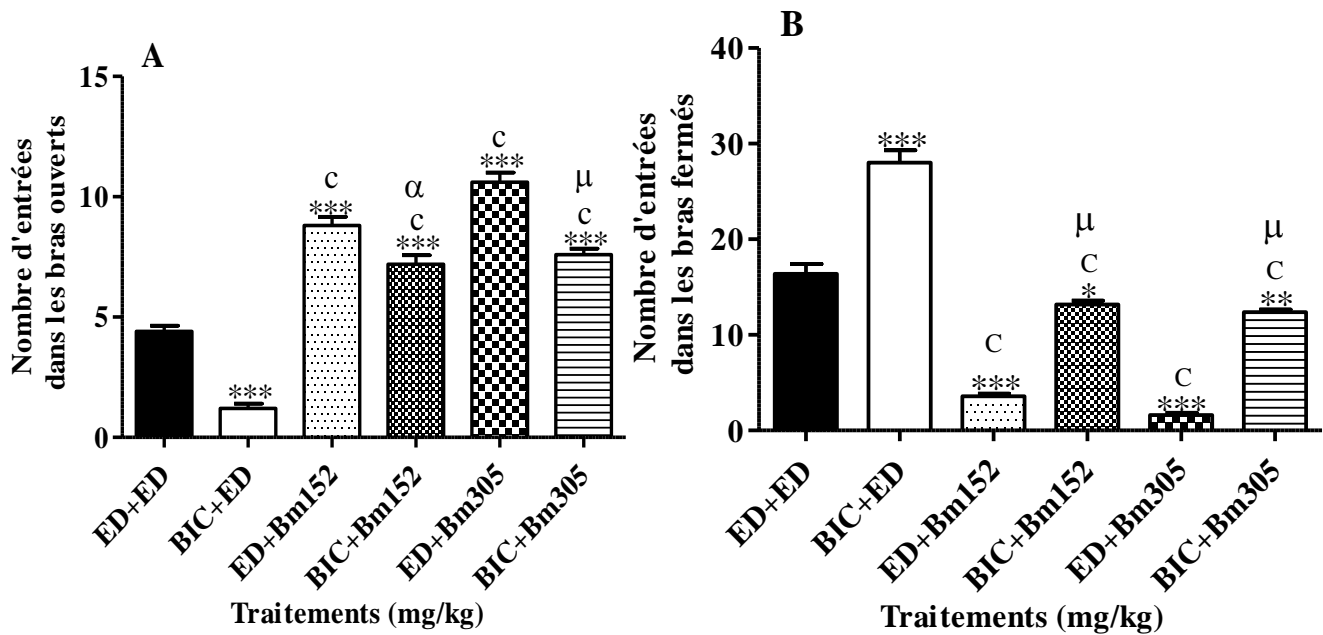 A
Nombre d'entrées
dans les bras ouverts
15
10
5
0
***
c
***
α
c
***
c
***
μ
c
***
ED+ED
BIC+ED
ED+Bm152
BIC+Bm152
ED+Bm305
BIC+Bm305
Traitements (mg/kg)
B
Nombre d'entrées
dans les bras fermés
40
30
20
10
0
***
C
***
μ
C
*
C
***
μ
C
**
ED+ED
BIC+ED
ED+Bm152
BIC+Bm152
ED+Bm305
BIC+Bm305
Traitements (mg/kg)